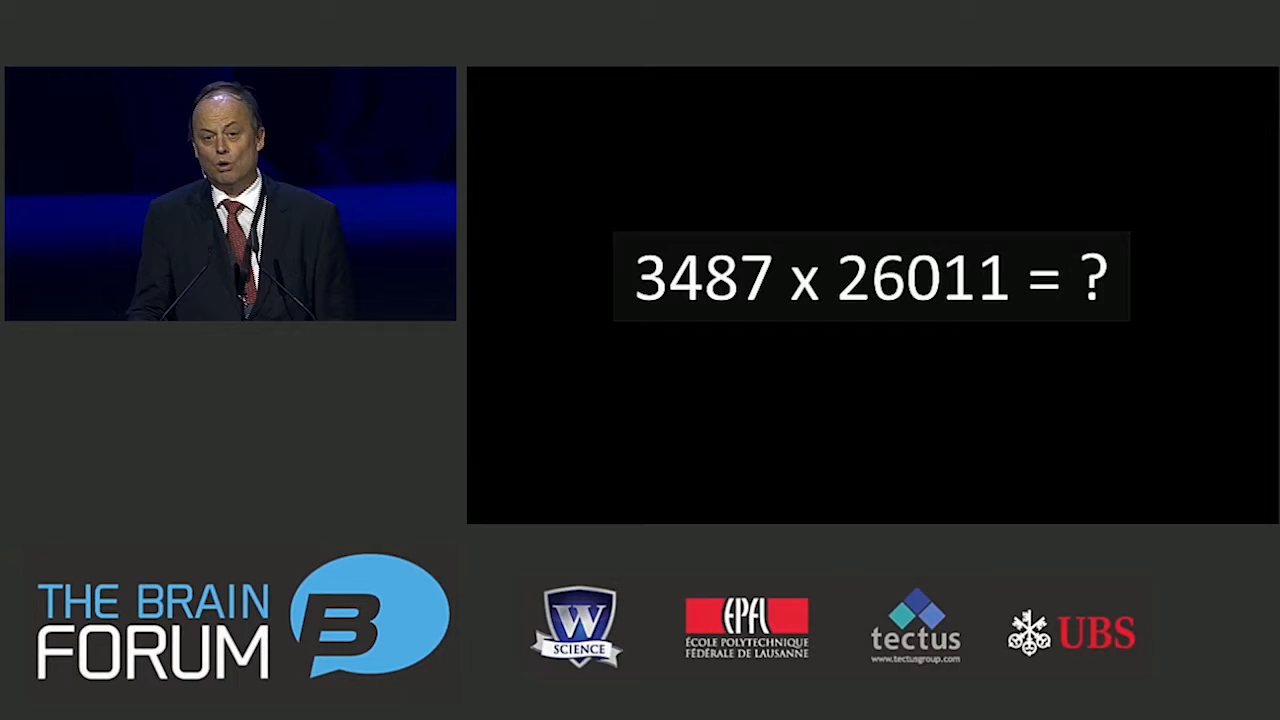 3487 x 26011 = ?
THE BRAIN
FORUM
B
W
SCIENCE
EPFL
ÉCOLE POLYTECHNIQUE
FÉDÉRALE DE LAUSANNE
tectus
www.tectusgroup.com
UBS